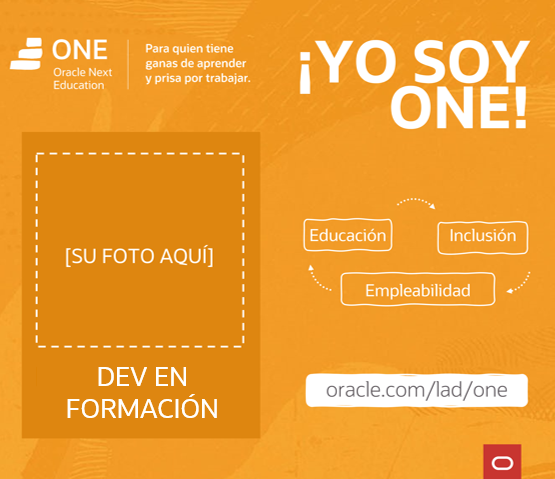 ONE
Oracle Next
Education
Para quien tiene
ganas de aprender
y prisa por trabajar.
¡YO SOY
ONE!
[SU FOTO AQUÍ]
DEV EN
FORMACIÓN
Educación
Inclusión
Empleabilidad
oracle.com/lad/one